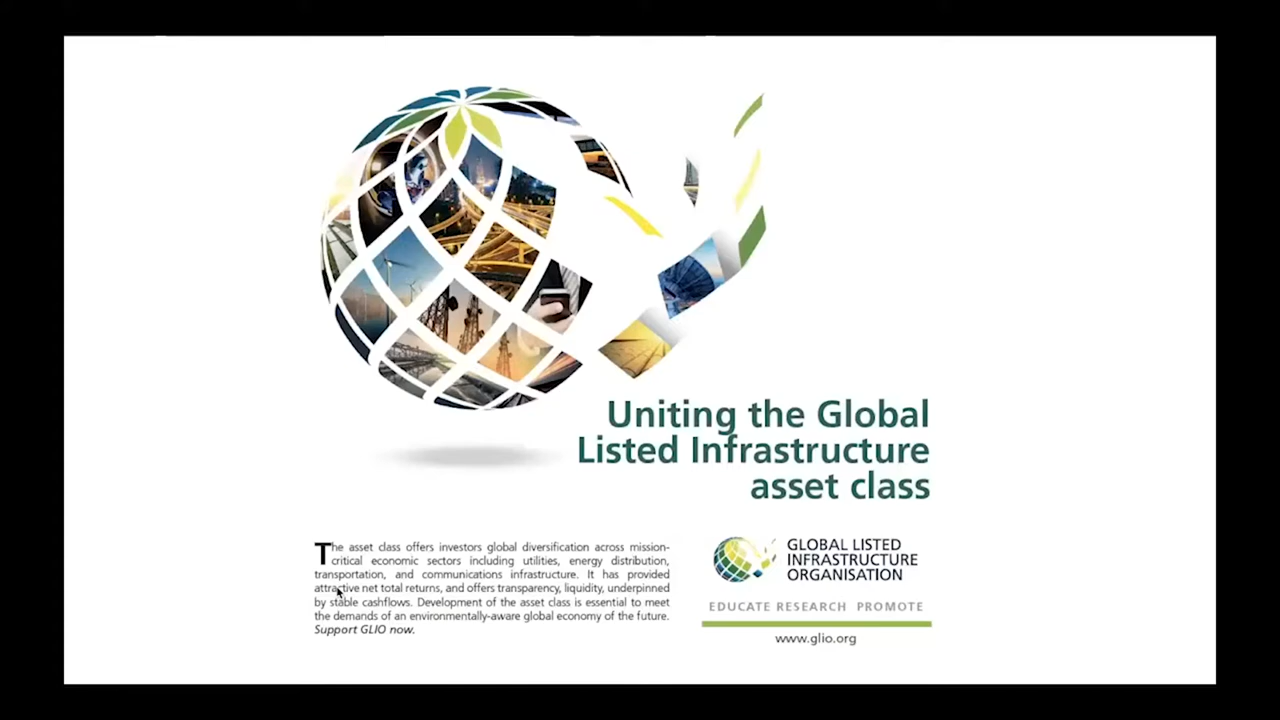 Uniting the Global
Listed Infrastructure
asset class
The asset class offers investors global diversification across mission-
critical economic sectors including utilities, energy distribution,
transportation, and communications infrastructure. It has provided
attractive net total returns, and offers transparency, liquidity, underpinned
by stable cashflows. Development of the asset class is essential to meet
the demands of an environmentally-aware global economy of the future.
Support GLIO now.
GLOBAL LISTED
INFRASTRUCTURE
ORGANISATION
EDUCATE RESEARCH PROMOTE
www.glio.org